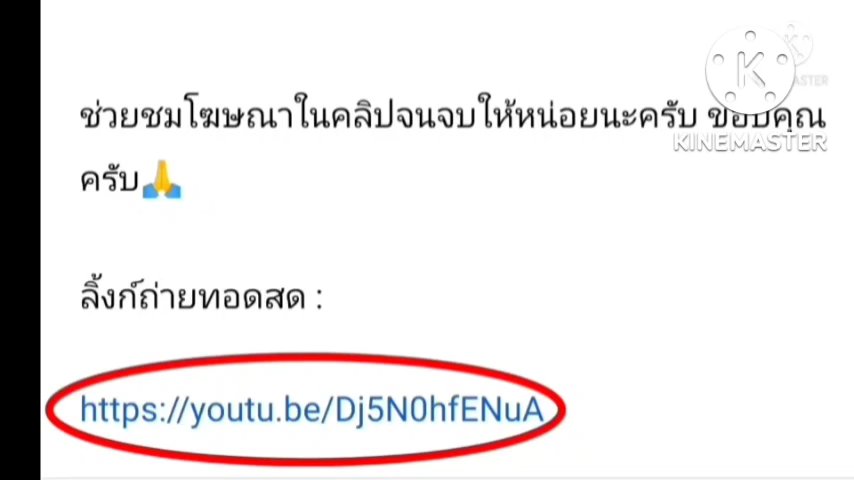 ช่วยชมโฆษณาในคลิปจนจบให้หน่อยนะครับ ขอบคุณ
ครับ🙏
KINEMASTER
ลิ้งก์ถ่ายทอดสด :
https://youtu.be/Dj5N0hfENuA